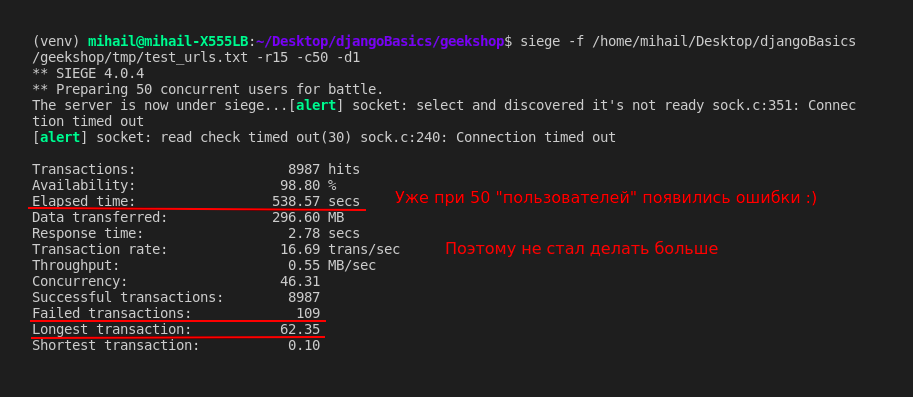 (venv) mihail@mihail-X555LB:~/Desktop/djangoBasics/geekshop$ siege -f /home/mihail/Desktop/djangoBasics
/geekshop/tmp/test_urls.txt -r15 -c50 -d1
** SIEGE 4.0.4
** Preparing 50 concurrent users for battle.
The server is now under siege...[alert] socket: select and discovered it's not ready sock.c:351: Connec
tion timed out
[alert] socket: read check timed out(30) sock.c:240: Connection timed out
Transactions: 8987 hits
Availability: 98.80 %
Elapsed time: 538.57 secs
Уже при 50 "пользователей" появились ошибки :)
Data transferred: 296.60 MB
Response time: 2.78 secs
Transaction rate: 16.69 trans/sec
Поэтому не стал делать больше
Throughput: 0.55 MB/sec
Concurrency: 46.31
Successful transactions: 8987
Failed transactions: 109
Longest transaction: 62.35
Shortest transaction: 0.10